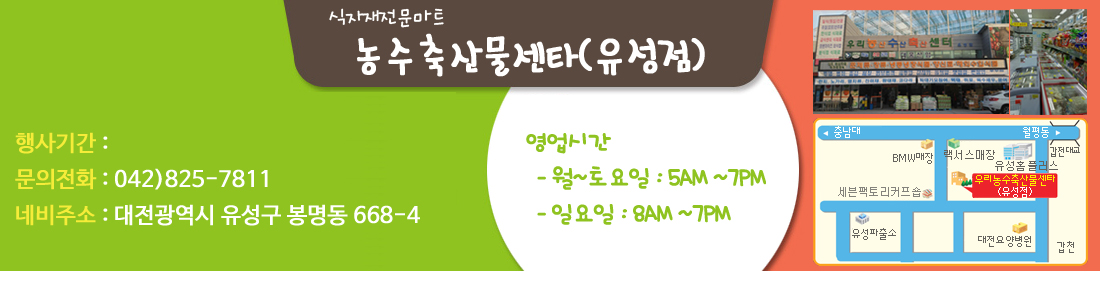 식자재전문마트
농수축산물센타(유성점)
행사기간 :
문의전화 : 042)825-7811
네비주소 : 대전광역시 유성구 봉명동 668-4
영업시간
- 월~토요일 : 5AM ~7PM
- 일요일 : 8AM ~7PM
충남대
월평동
갑천대교
BMW매장
랙서스매장
유성홈플러스
우리농수축산물센타
(유성점)
세븐팩토리커프숍
유성파출소
대전요양병원
갑천